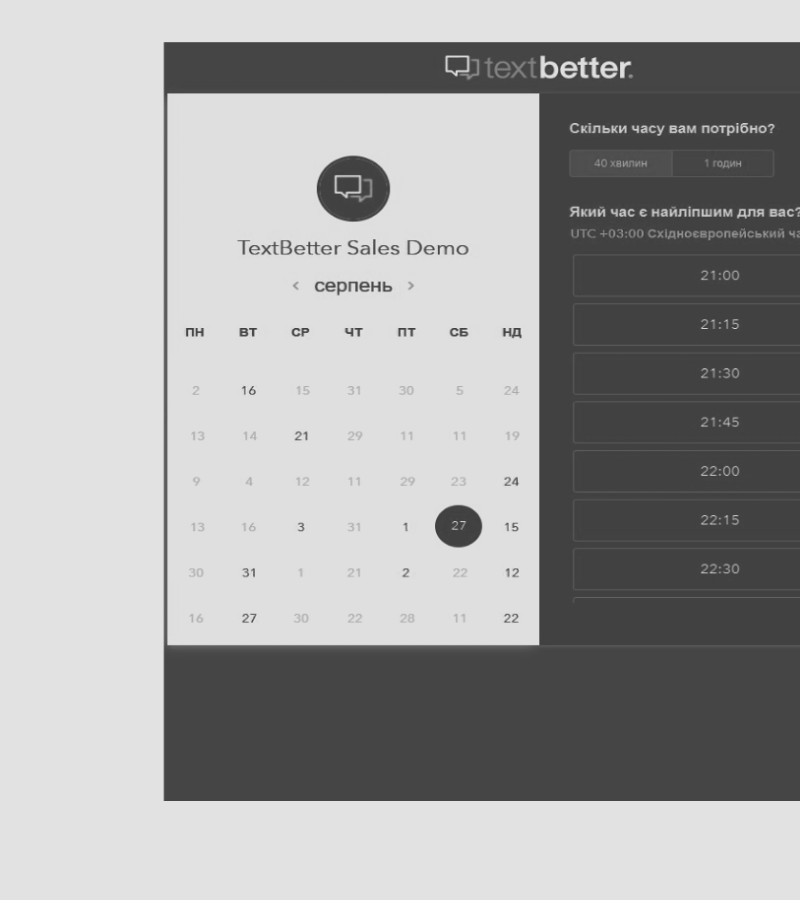 textbetter.
TextBetter Sales Demo
< серпень >
ПН ВТ СР ЧТ ПТ СБ НД
2 16 15 31 30 5 24
13 14 21 29 11 11 19
9 4 12 11 29 23 24
13 16 3 31 1 27 15
30 31 1 21 2 22 12
16 27 30 22 28 11 22
Скільки часу вам потрібно?
40 хвилин 1 годин
Який час є найліпшим для вас?
UTC +03:00 Східноєвропейський ча
21:00
21:15
21:30
21:45
22:00
22:15
22:30